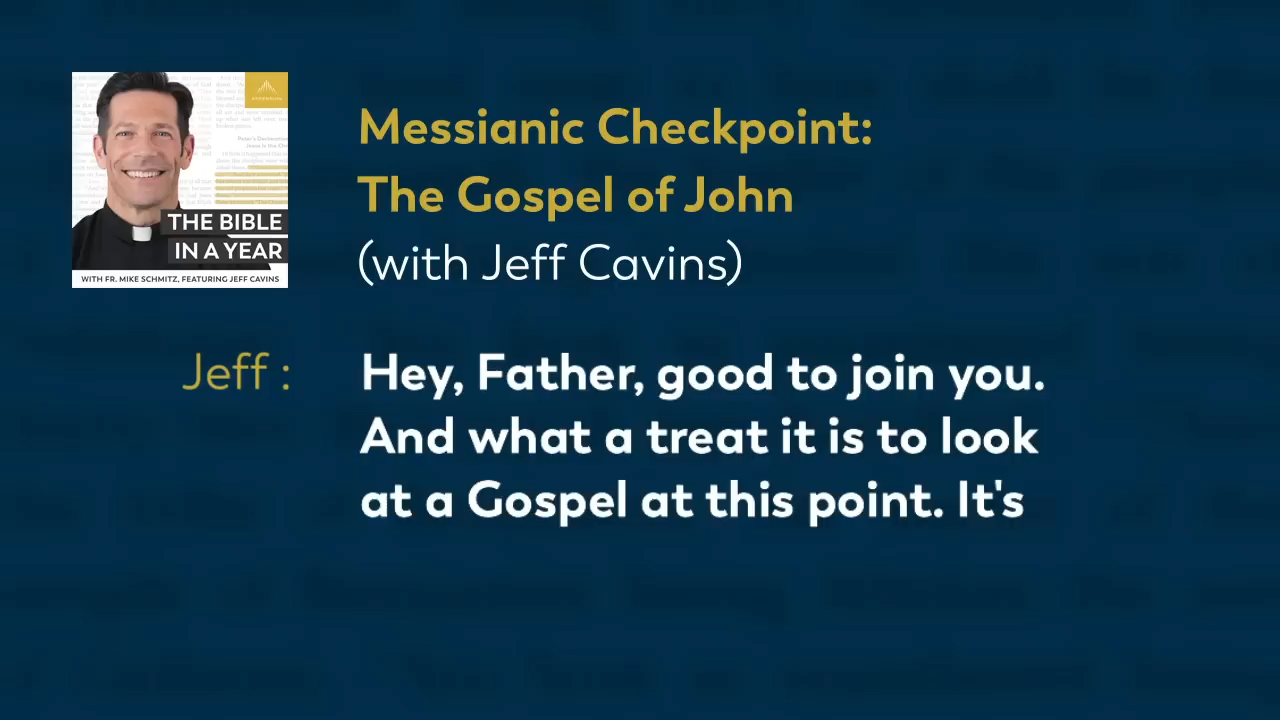 THE BIBLE
IN A YEAR
WITH FR. MIKE SCHMITZ, FEATURING JEFF CAVINS
Messianic Checkpoint:
The Gospel of John
(with Jeff Cavins)
Jeff :
Hey, Father, good to join you.
And what a treat it is to look
at a Gospel at this point. It's